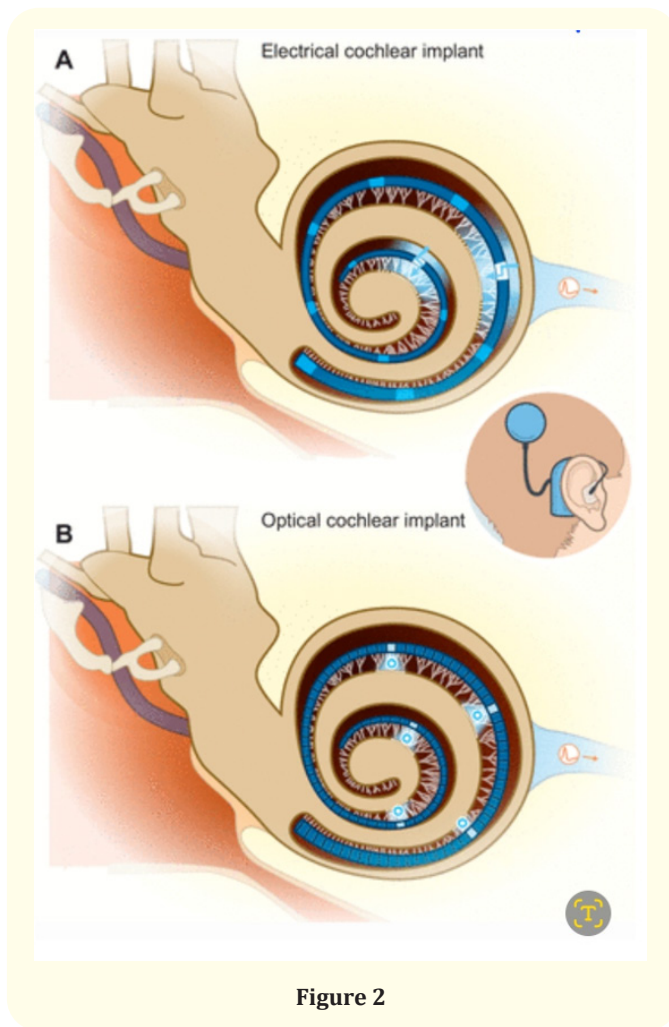 A
Electrical cochlear implant
B
Optical cochlear implant
T
Figure 2